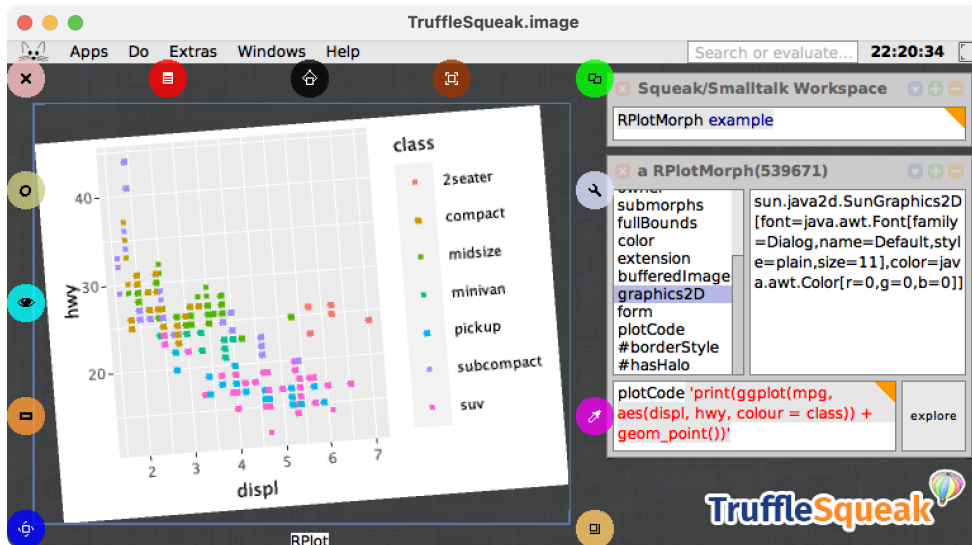 TruffleSqueak.image
Apps Do Extras Windows Help
Search or evaluate...
22:20:34
class
2seater
compact
midsize
minivan
pickup
subcompact
suv
hwy
40
30
20
2 3 4 5 6 7
displ
RPlot
Squeak/Smalltalk Workspace
RPlotMorph example
a RPlotMorph(539671)
owner
submorphs
fullBounds
color
extension
bufferedImage
graphics2D
form
plotCode
#borderStyle
#hasHalo
sun.java2d.SunGraphics2D
[font=java.awt.Font[family
=Dialog,name=Default,styl
e=plain,size=11],color=jav
a.awt.Color[r=0,g=0,b=0]]
plotCode 'print(ggplot(mpg,
aes(displ, hwy, colour = class)) +
geom_point())'
explore
TruffleSqueak